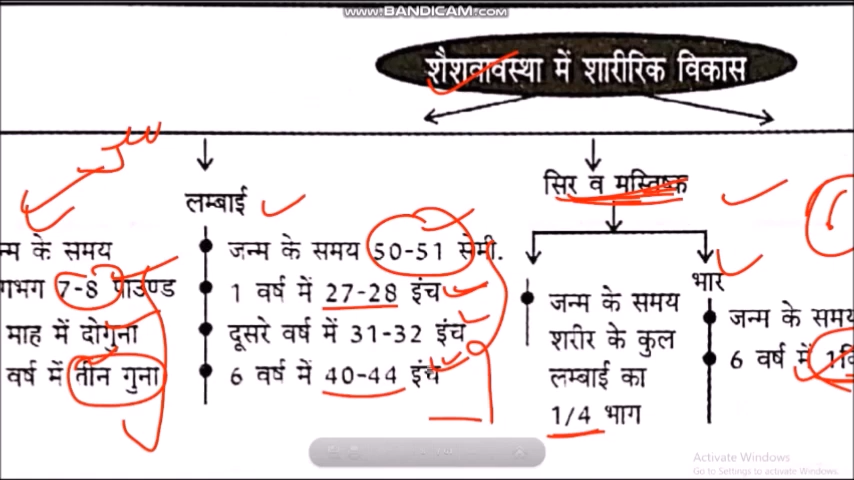 WWW.BANDICAM.COM
शैशवावस्था में शारीरिक विकास
न्म के समय
गभग 7-8 पाउण्ड
माह में दोगुना
वर्ष में तीन गुना
लम्बाई
जन्म के समय 50-51 सेमी.
1 वर्ष में 27-28 इंच
दूसरे वर्ष में 31-32 इंच
6 वर्ष में 40-44 इंच
सिर व मस्तिष्क
जन्म के समय
शरीर के कुल
लम्बाई का
1/4 भाग
भार
जन्म के समय
6 वर्ष में 1कि
Activate Windows
Go to Settings to activate Windows.